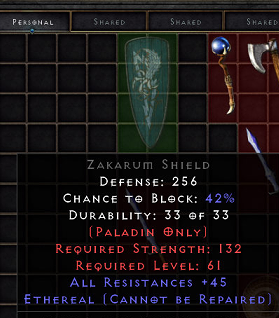 Personal
Shared
Shared
Shared
Zakarum Shield
Defense: 256
Chance to Block: 42%
Durability: 33 of 33
(Paladin Only)
Required Strength: 132
Required Level: 61
All Resistances +45
Ethereal (Cannot be Repaired)